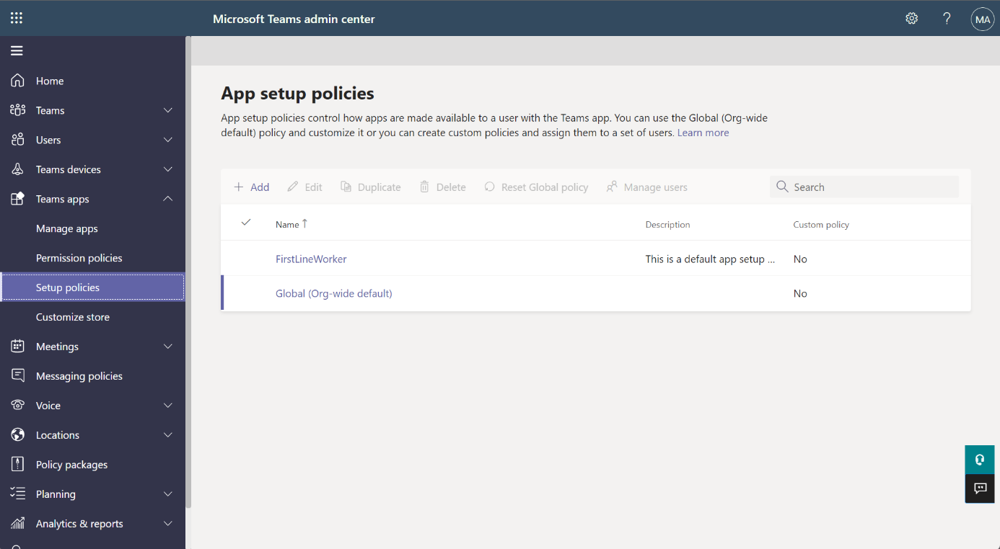 Microsoft Teams admin center
?
MA
Home
Teams
Users
Teams devices
Teams apps
Manage apps
Permission policies
Setup policies
Customize store
Meetings
Messaging policies
Voice
Locations
Policy packages
Planning
Analytics & reports
App setup policies
App setup policies control how apps are made available to a user with the Teams app. You can use the Global (Org-wide
default) policy and customize it or you can create custom policies and assign them to a set of users. Learn more
+ Add Edit Duplicate Delete Reset Global policy Manage users Search
Name ↑ Description Custom policy
FirstLineWorker This is a default app setup ... No
Global (Org-wide default) No